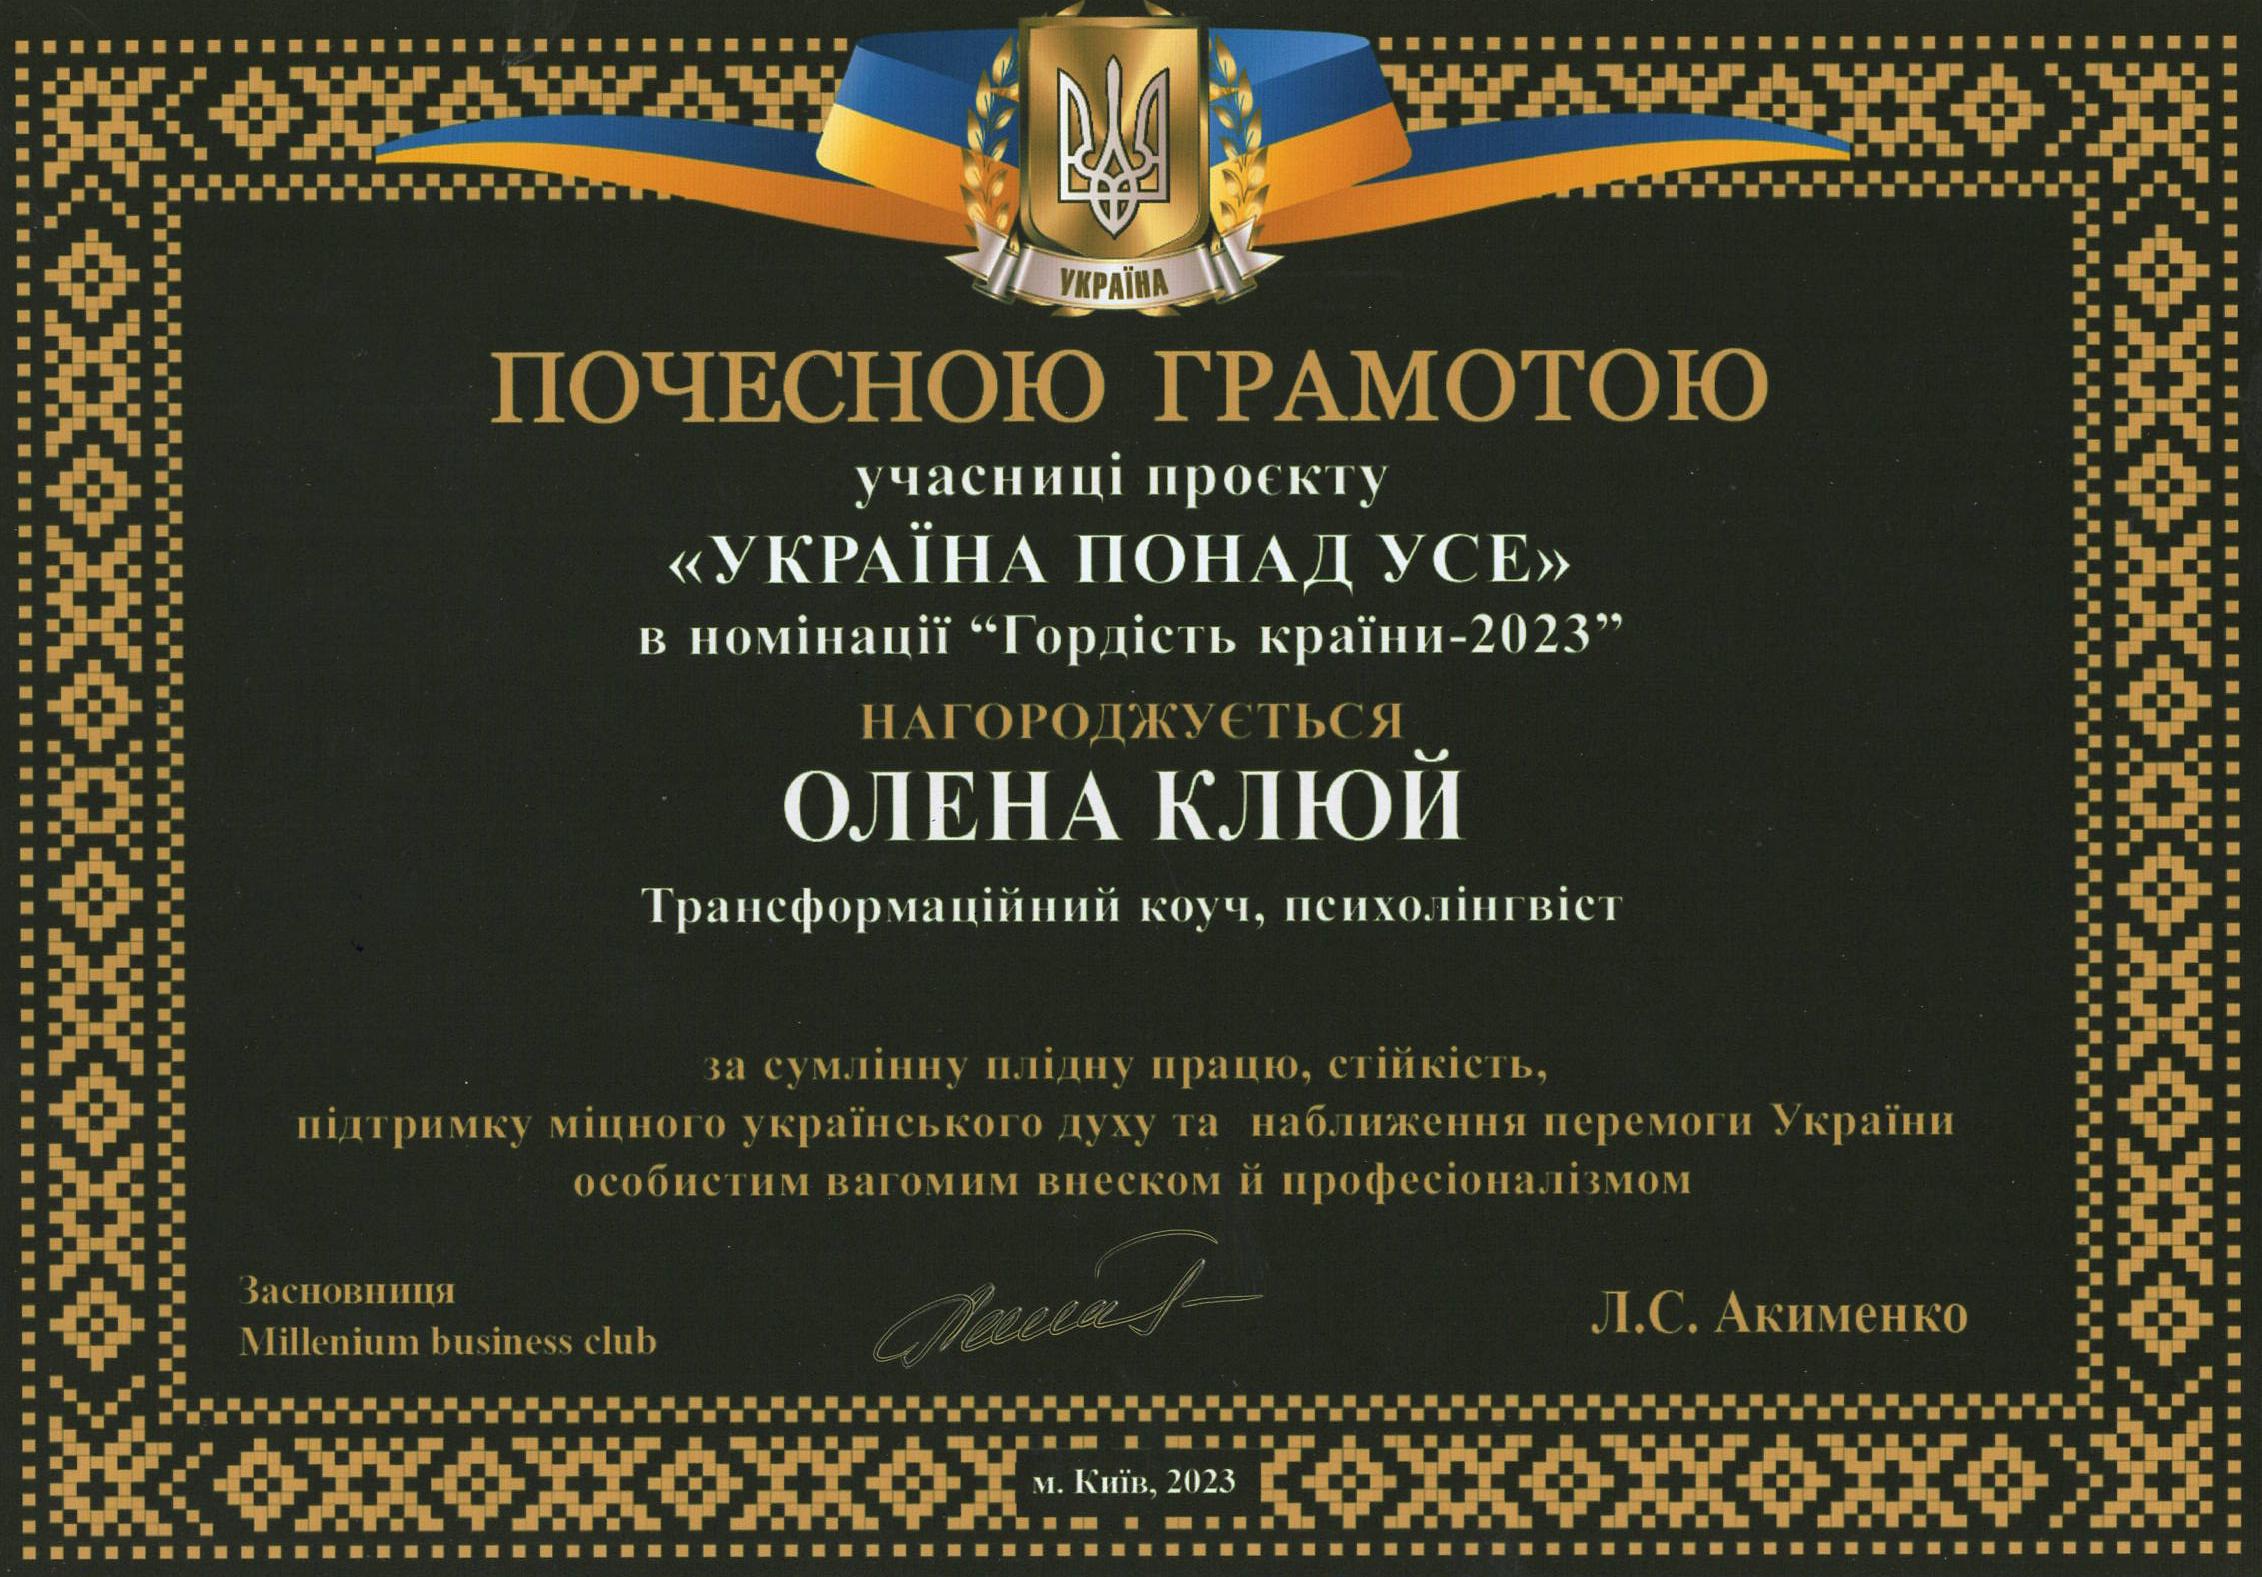 УКРАЇНА
ПОЧЕСНОЮ ГРАМОТОЮ
учасниці проєкту
«УКРАЇНА ПОНАД УСЕ»
в номінації “Гордість країни-2023”
НАГОРОДЖУЄТЬСЯ
ОЛЕНА КЛЮЙ
Трансформаційний коуч, психолінгвіст
за сумлінну плідну працю, стійкість,
підтримку міцного українського духу та наближення перемоги України
особистим вагомим внеском й професіоналізмом
Засновниця
Millenium business club
Л.С. Акименко
м. Київ, 2023